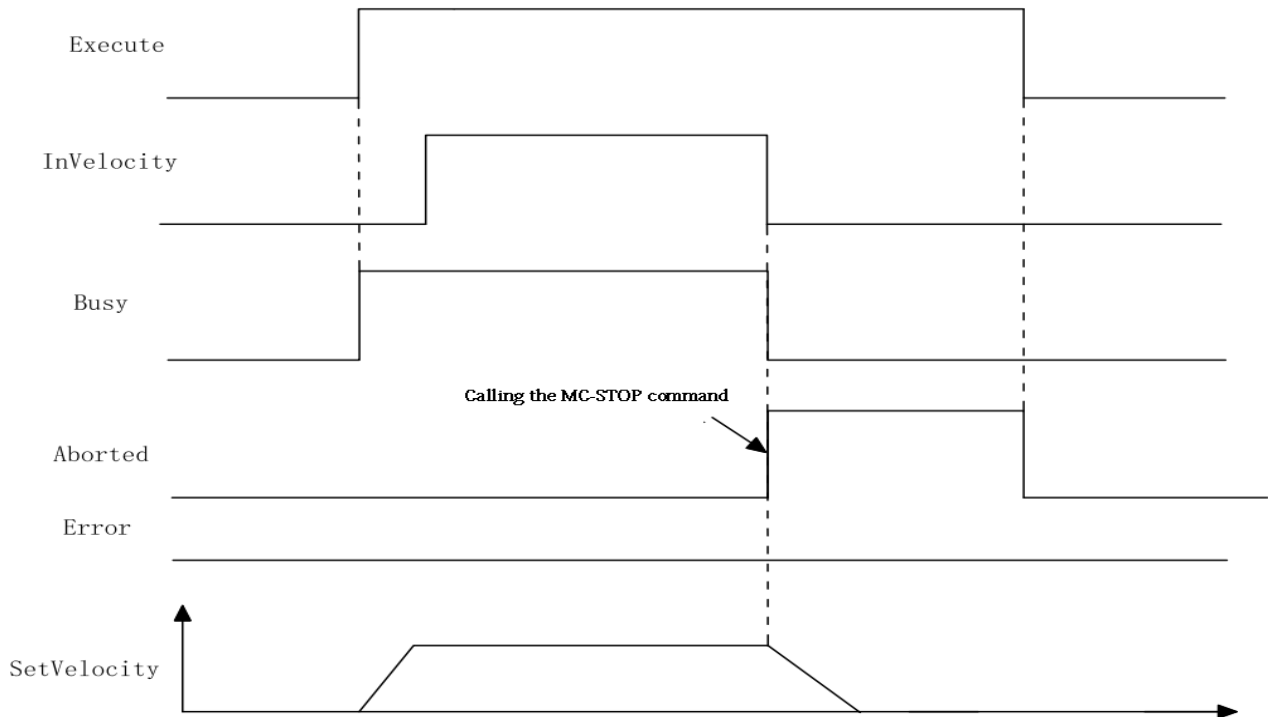 Execute
InVelocity
Busy
Calling the MC-STOP command
Aborted
Error
SetVelocity